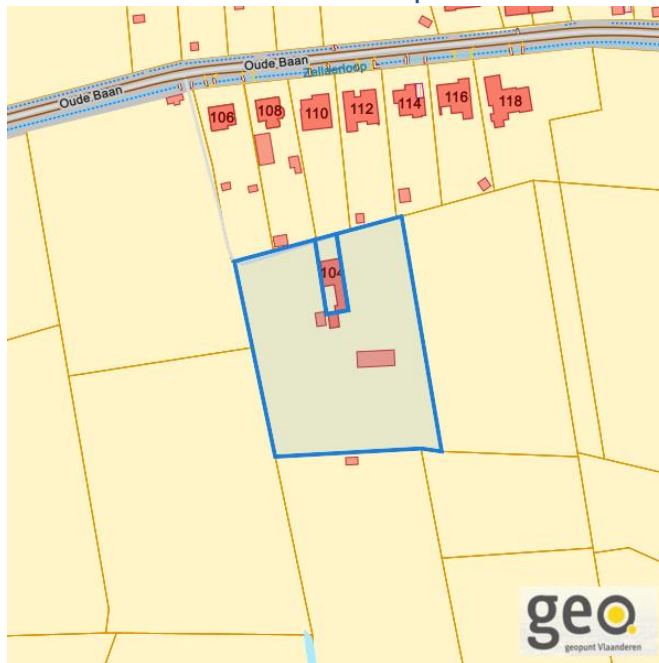 Oude Baan
Zellaerloop
Oude Baan
106
108
110
112
114
116
118
104
geo.
geopunt Vlaanderen